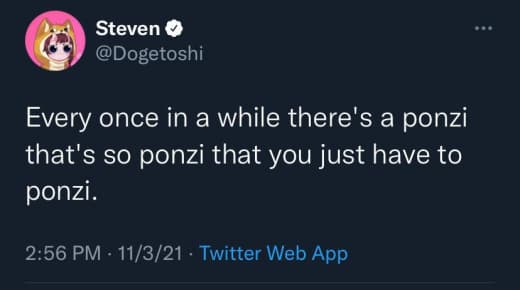 Steven
@Dogetoshi
Every once in a while there's a ponzi
that's so ponzi that you just have to
ponzi.
2:56 PM · 11/3/21 · Twitter Web App